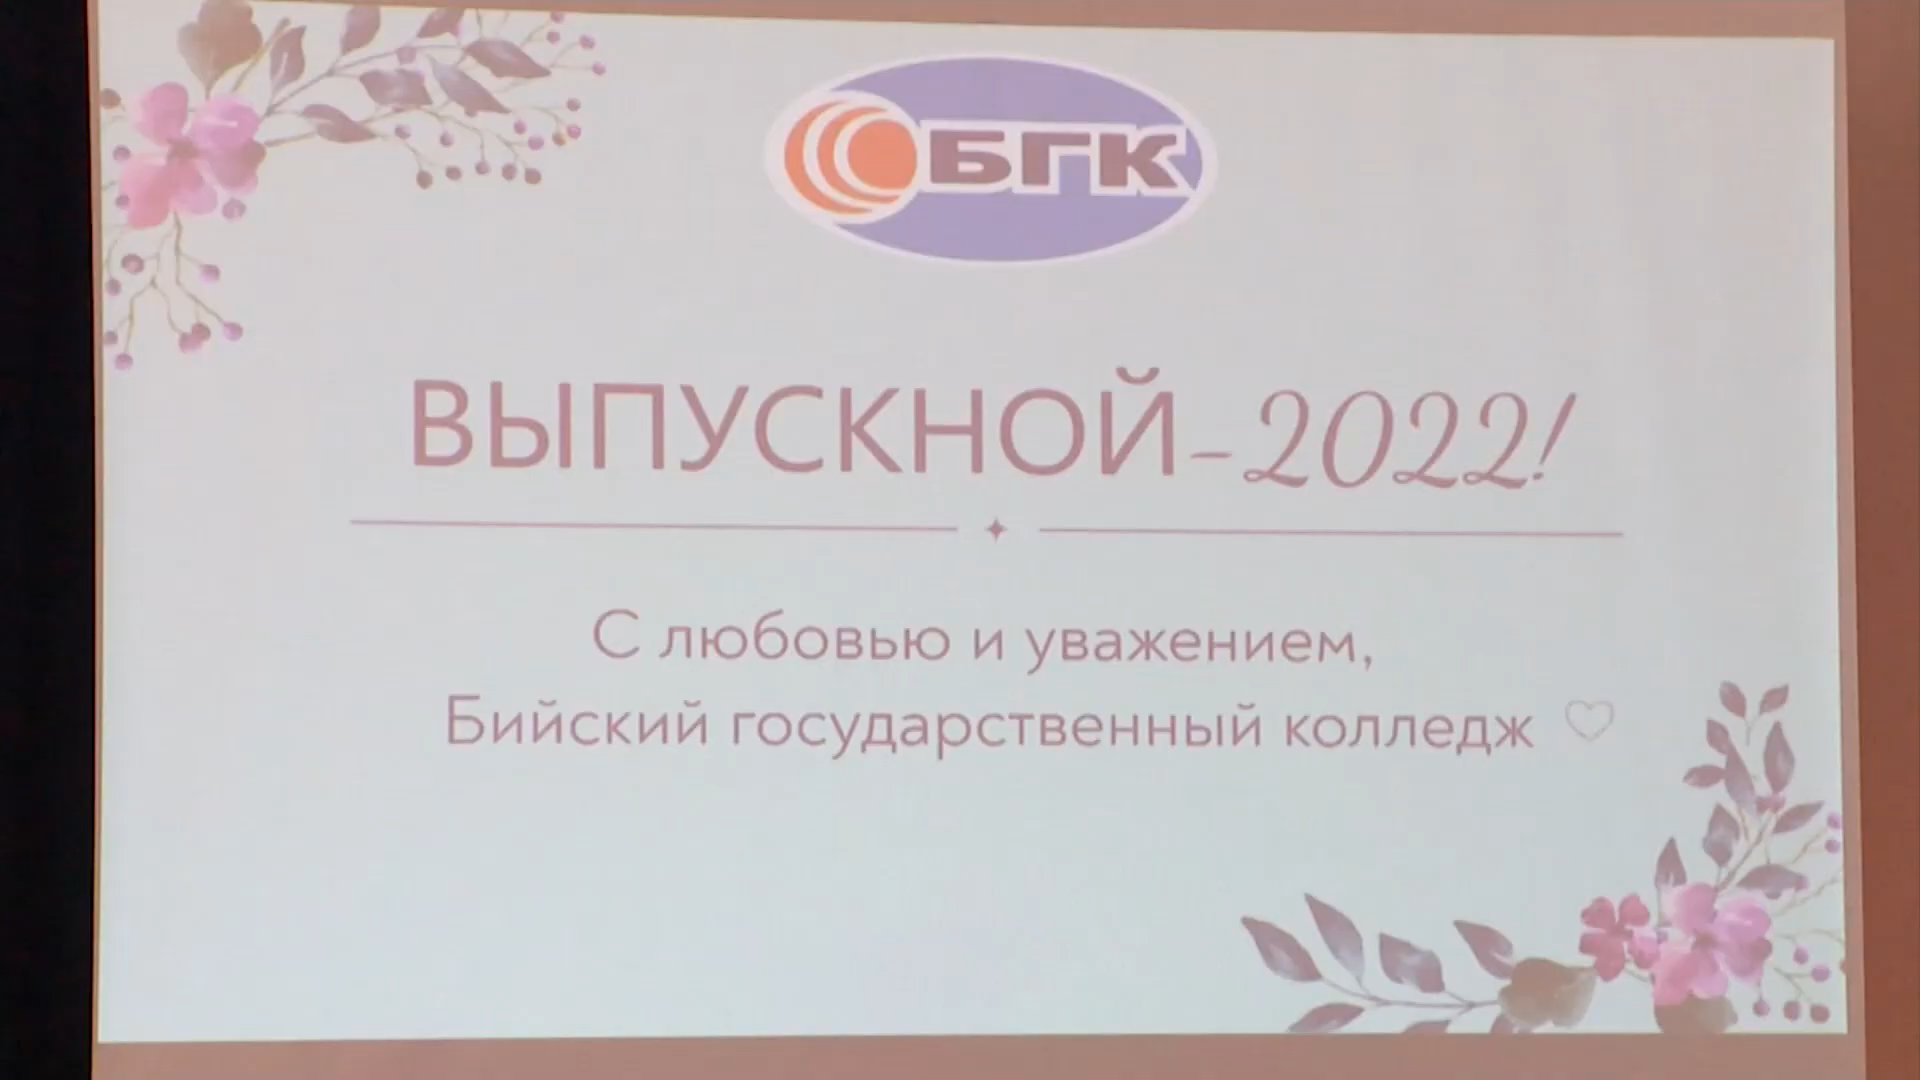 БГК
ВЫПУСКНОЙ-2022!
С любовью и уважением,
Бийский государственный колледж